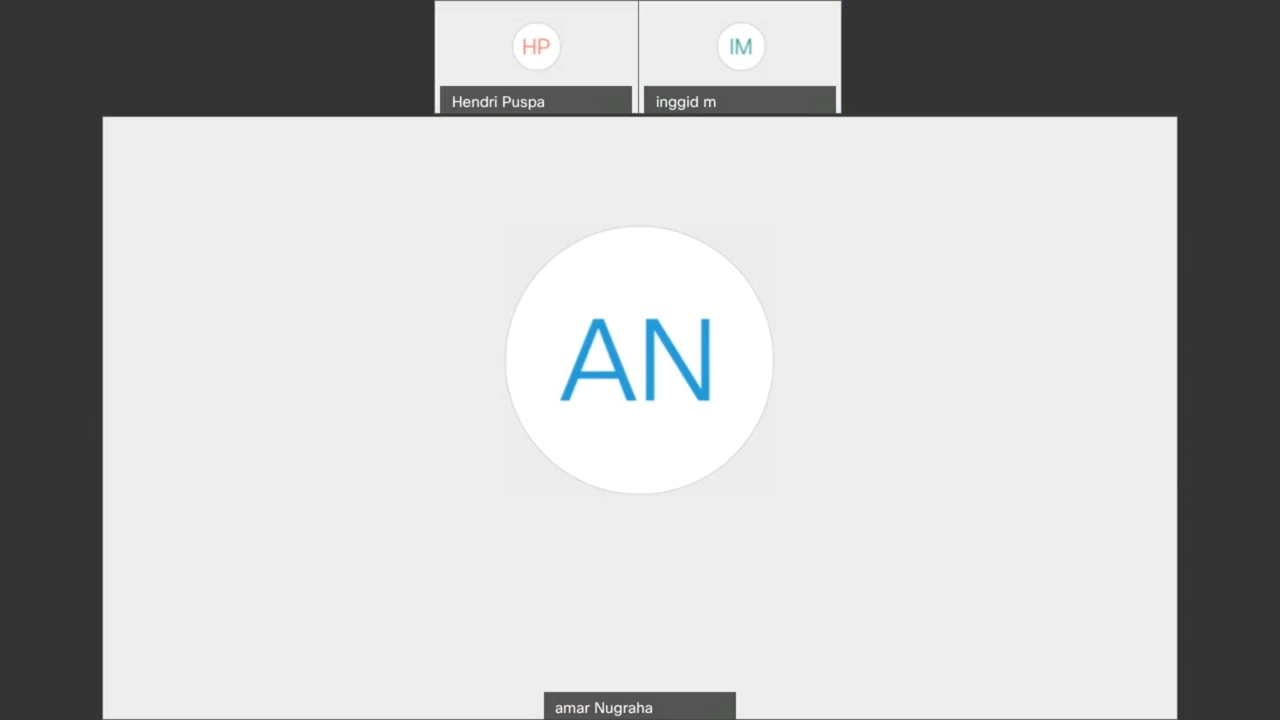 HP
Hendri Puspa
IM
inggid m
AN
amar Nugraha